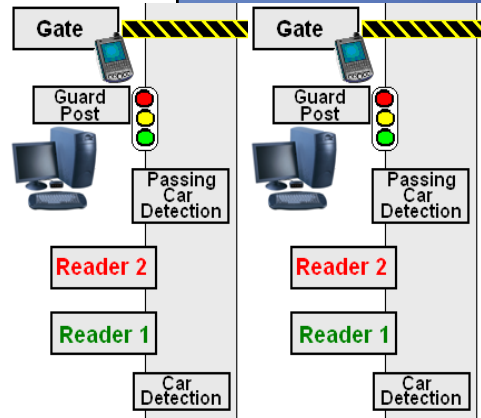 Gate
Guard
Post
Passing
Car
Detection
Reader 2
Reader 1
Car
Detection
Gate
Guard
Post
Passing
Car
Detection
Reader 2
Reader 1
Car
Detection